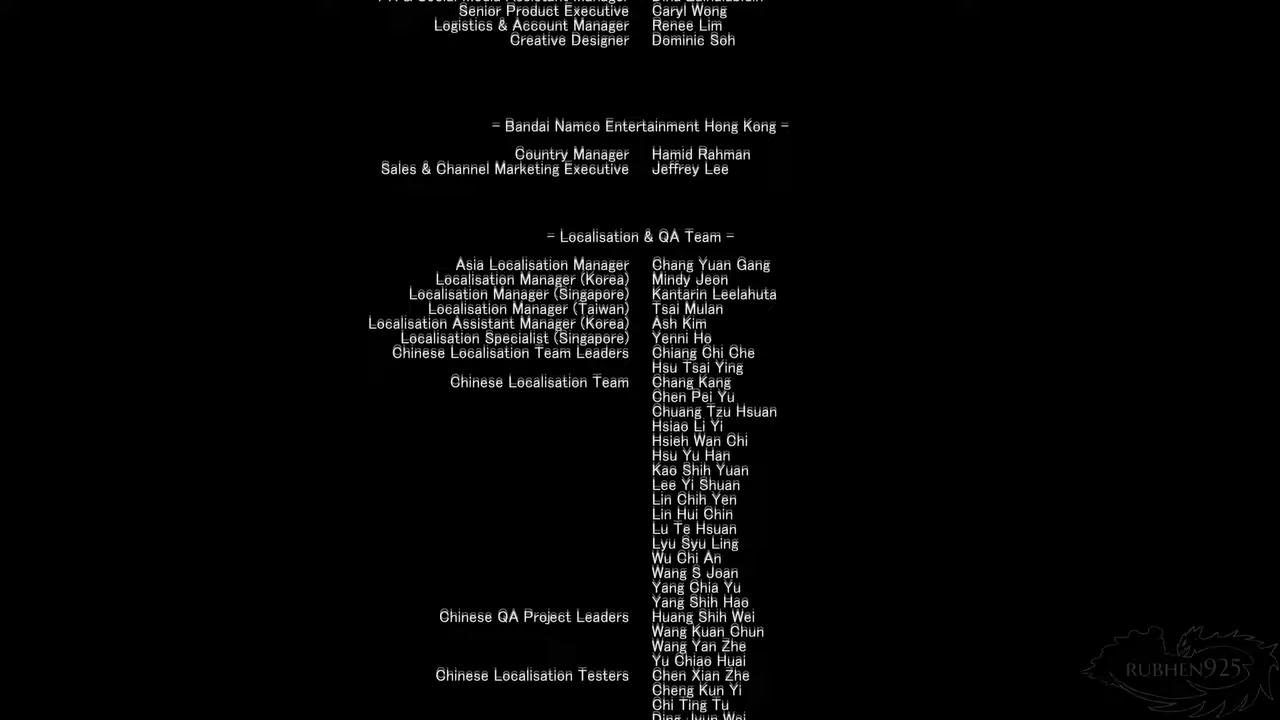 Senior Product Executive Caryl Wong
Logistics & Account Manager Renee Lim
Creative Designer Dominic Soh
- Bandai Namco Entertainment Hong Kong -
Country Manager Hamid Rahman
Sales & Channel Marketing Executive Jeffrey Lee
- Localisation & QA Team -
Asia Localisation Manager Chang Yuan Gang
Localisation Manager (Korea) Mindy Jeon
Localisation Manager (Singapore) Kantarin Leelahuta
Localisation Manager (Taiwan) Tsai Mulan
Localisation Assistant Manager (Korea) Ash Kim
Localisation Specialist (Singapore) Yenni Ho
Chinese Localisation Team Leaders Chiang Chi Che
Hsu Tsai Ying
Chinese Localisation Team Chang Kang
Chen Pei Yu
Chuang Tzu Hsuan
Hsiao Li Yi
Hsieh Wan Chi
Hsu Yu Han
Kao Shih Yuan
Lee Yi Shuan
Lin Chih Yen
Lin Hui Chin
Lu Te Hsuan
Lyu Syu Ling
Wu Chi An
Wang S Joan
Yang Chia Yu
Yang Shih Hao
Chinese QA Project Leaders Huang Shih Wei
Wang Kuan Chun
Wang Yan Zhe
Yu Chiao Huai
Chinese Localisation Testers Chen Xian Zhe
Cheng Kun Yi
Chi Ting Tu
RUBHEN925